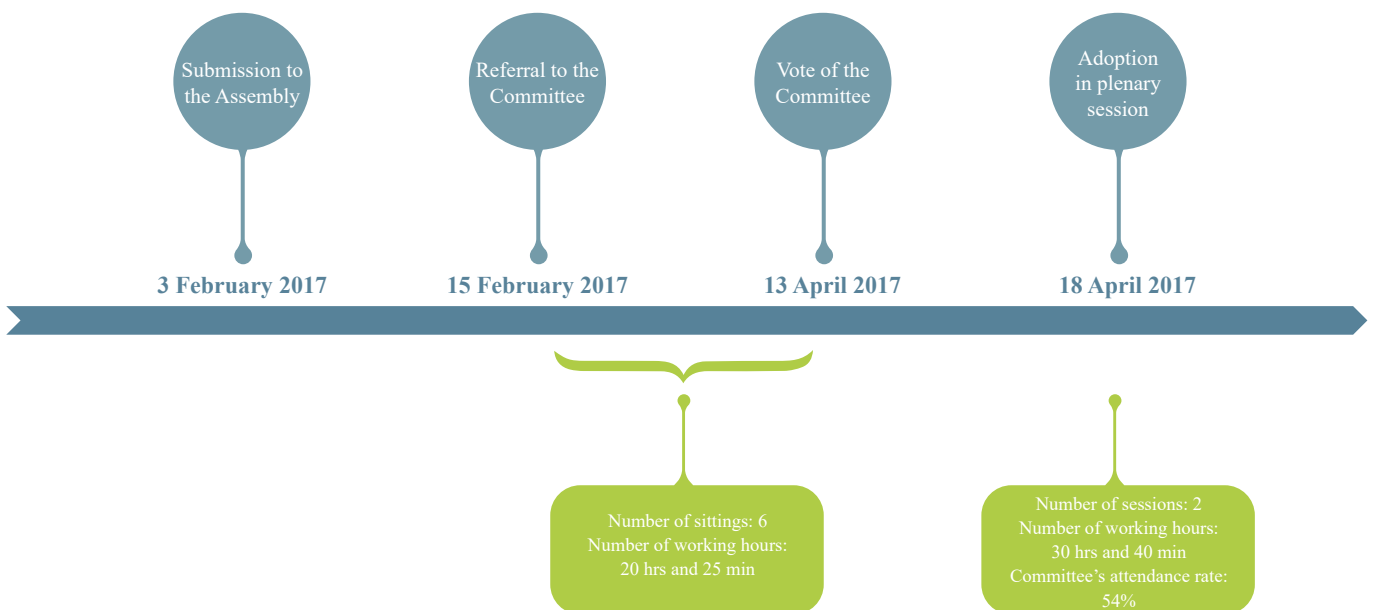 Submission to
the Assembly
Referral to the
Committee
Vote of the
Committee
Adoption
in plenary
session
3 February 2017
15 February 2017
13 April 2017
18 April 2017
Number of sittings: 6
Number of working hours:
20 hrs and 25 min
Number of sessions: 2
Number of working hours:
30 hrs and 40 min
Committee’s attendance rate:
54%